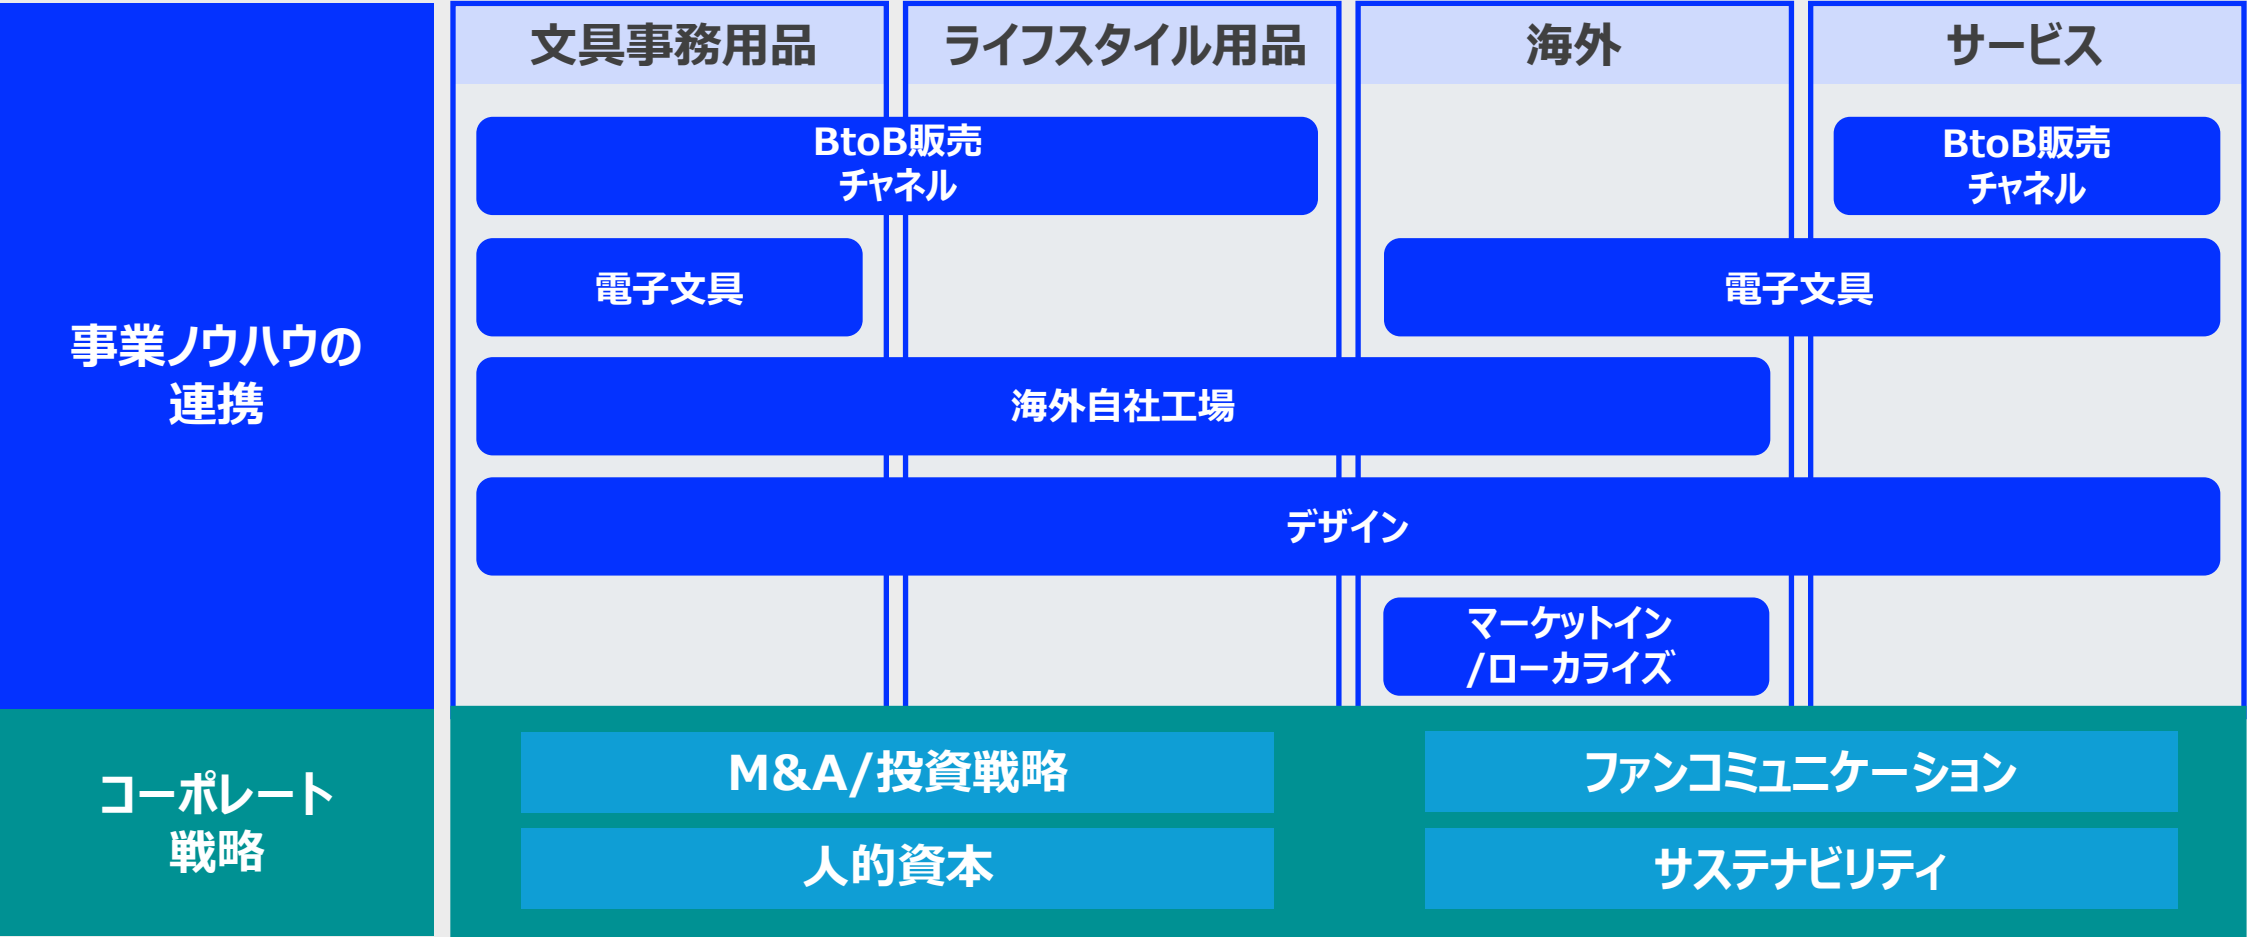 文具事務用品
ライフスタイル用品
海外
サービス
事業ノウハウの
連携
BtoB販売
チャネル
BtoB販売
チャネル
電子文具
電子文具
海外自社工場
デザイン
マーケットイン
/ローカライズ
コーポレート
戦略
M&A/投資戦略
ファンコミュニケーション
人的資本
サステナビリティ